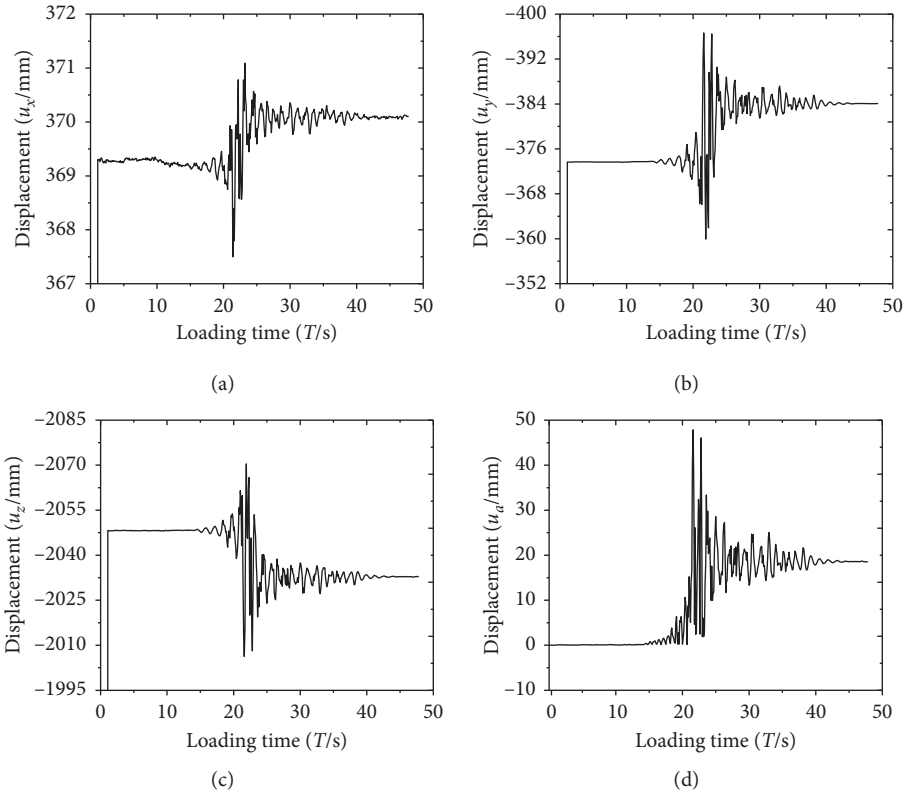 372
371
370
369
368
367
Displacement (uₓ/mm)
0 10 20 30 40 50
Loading time (T/s)
(a)
–400
–392
–384
–376
–368
–360
–352
Displacement (u_y/mm)
0 10 20 30 40 50
Loading time (T/s)
(b)
–2085
–2070
–2055
–2040
–2025
–2010
–1995
Displacement (u_z/mm)
0 10 20 30 40 50
Loading time (T/s)
(c)
50
40
30
20
10
0
–10
Displacement (u_a/mm)
0 10 20 30 40 50
Loading time (T/s)
(d)